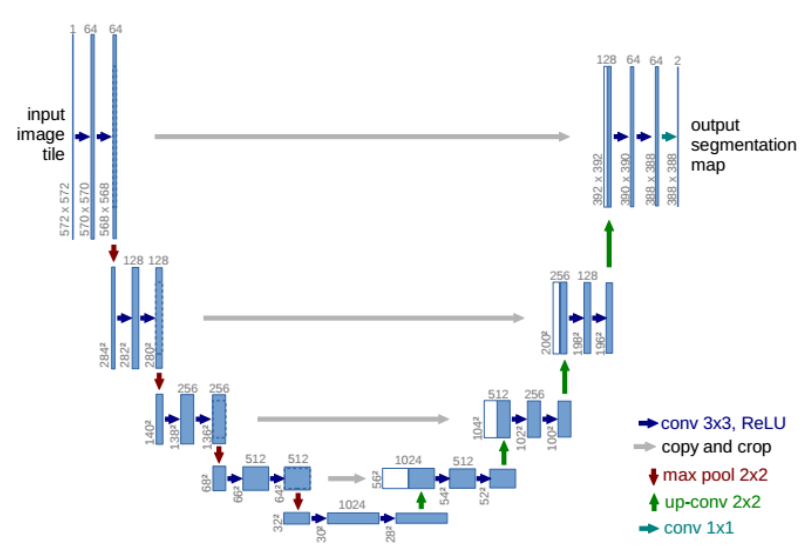 1 64 64
128 64 64 2
input
image
tile
output
segmentation
map
572 x 572
570 x 570
568 x 568
392 x 392
390 x 390
388 x 388
388 x 388
128 128
256 128
284²
282²
280²
200²
198²
196²
256 256
512 256
140²
138²
136²
104²
102²
100²
512 512
1024 512
68²
66²
64²
56²
54²
52²
1024
32²
30²
28²
conv 3x3, ReLU
copy and crop
max pool 2x2
up-conv 2x2
conv 1x1